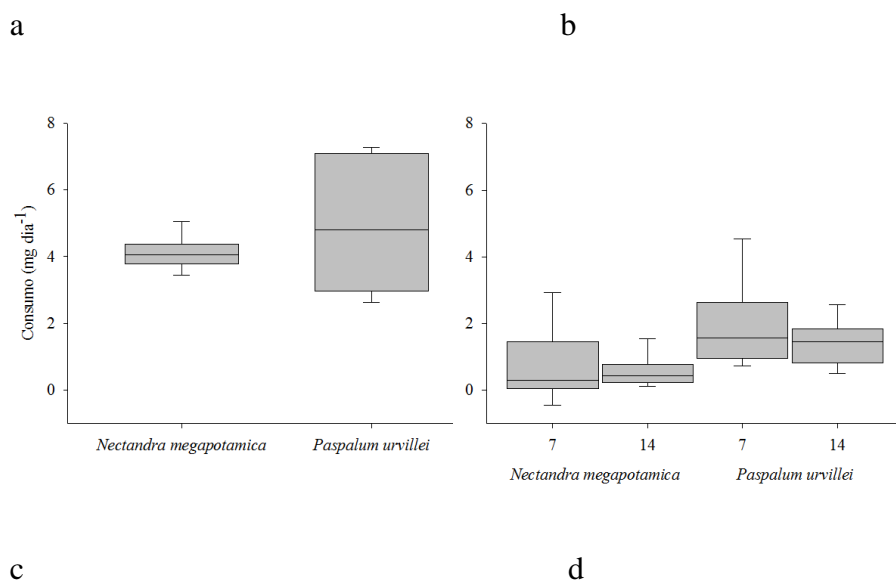 a b
8 8
6 6
4 4
2 2
0 0
Consumo (mg dia-1)
Nectandra megapotamica Paspalum urvillei
7 14 7 14
Nectandra megapotamica Paspalum urvillei
c d